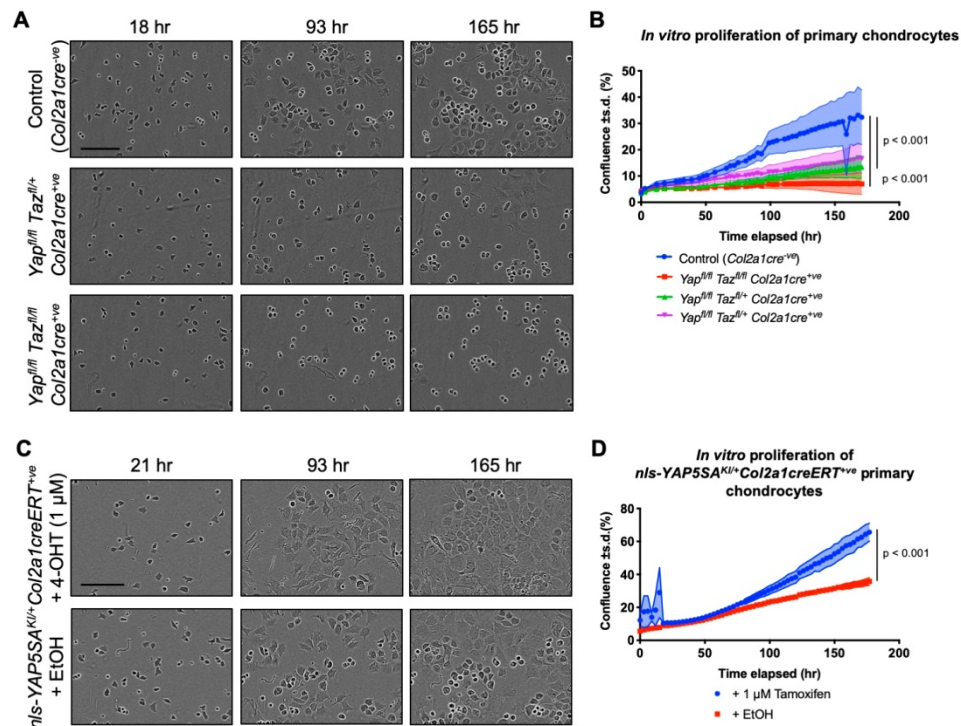 A
18 hr 93 hr 165 hr
Control
(Col2a1cre-ve)
Yapfl/fl Tazfl/+
Col2a1cre+ve
Yapfl/fl Tazfl/fl
Col2a1cre+ve
B
In vitro proliferation of primary chondrocytes
Confluence ±s.d. (%)
50
40
30
20
10
0
0 50 100 150 200
Time elapsed (hr)
p < 0.001
p < 0.001
Control (Col2a1cre-ve)
Yapfl/fl Tazfl/fl Col2a1cre+ve
Yapfl/fl Tazfl/+ Col2a1cre+ve
Yapfl/fl Tazfl/+ Col2a1cre+ve
C
21 hr 93 hr 165 hr
nls-YAP5SAKI/+Col2a1creERT+ve
+ 4-OHT (1 µM)
+ EtOH
D
In vitro proliferation of
nls-YAP5SAKI/+Col2a1creERT+ve primary
chondrocytes
Confluence ±s.d.(%)
80
60
40
20
0
0 50 100 150 200
Time elapsed (hr)
p < 0.001
+ 1 µM Tamoxifen
+ EtOH